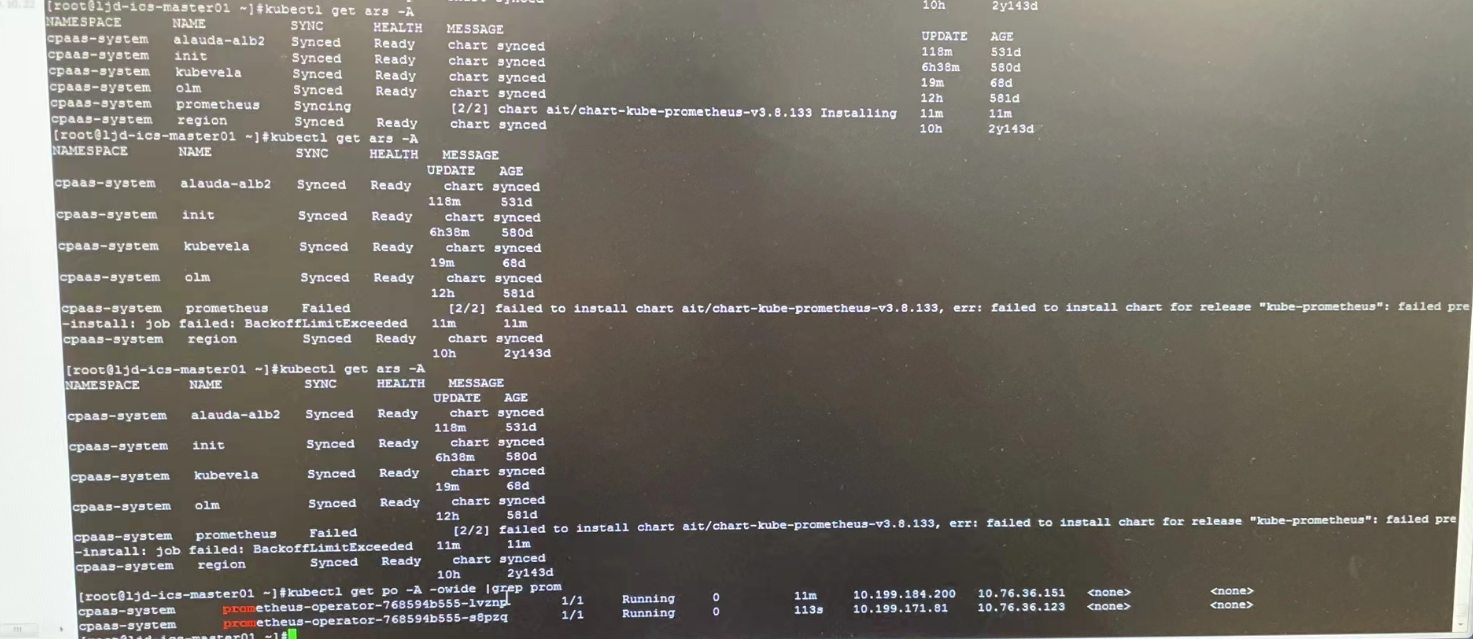 10h 2y143d
[root@ljd-ics-master01 ~]#kubectl get ars -A
NAMESPACE NAME SYNC HEALTH MESSAGE UPDATE AGE
cpaas-system alauda-alb2 Synced Ready chart synced 118m 531d
cpaas-system init Synced Ready chart synced 6h38m 580d
cpaas-system kubevela Synced Ready chart synced 19m 68d
cpaas-system olm Synced Ready chart synced 12h 581d
cpaas-system prometheus Syncing [2/2] chart ait/chart-kube-prometheus-v3.8.133 Installing 11m 11m
cpaas-system region Synced Ready chart synced 10h 2y143d
[root@ljd-ics-master01 ~]#kubectl get ars -A
NAMESPACE NAME SYNC HEALTH MESSAGE
UPDATE AGE
cpaas-system alauda-alb2 Synced Ready chart synced
118m 531d
cpaas-system init Synced Ready chart synced
6h38m 580d
cpaas-system kubevela Synced Ready chart synced
19m 68d
cpaas-system olm Synced Ready chart synced
12h 581d
cpaas-system prometheus Failed [2/2] failed to install chart ait/chart-kube-prometheus-v3.8.133, err: failed to install chart for release "kube-prometheus": failed pre
-install: job failed: BackoffLimitExceeded 11m 11m
cpaas-system region Synced Ready chart synced
10h 2y143d
[root@ljd-ics-master01 ~]#kubectl get ars -A
NAMESPACE NAME SYNC HEALTH MESSAGE
UPDATE AGE
cpaas-system alauda-alb2 Synced Ready chart synced
118m 531d
cpaas-system init Synced Ready chart synced
6h38m 580d
cpaas-system kubevela Synced Ready chart synced
19m 68d
cpaas-system olm Synced Ready chart synced
12h 581d
cpaas-system prometheus Failed [2/2] failed to install chart ait/chart-kube-prometheus-v3.8.133, err: failed to install chart for release "kube-prometheus": failed pre
-install: job failed: BackoffLimitExceeded 11m 11m
cpaas-system region Synced Ready chart synced
10h 2y143d
[root@ljd-ics-master01 ~]#kubectl get po -A -owide |grep prom
cpaas-system prometheus-operator-768594b555-lvznp 1/1 Running 0 11m 10.199.184.200 10.76.36.151 <none> <none>
cpaas-system prometheus-operator-768594b555-s8pzq 1/1 Running 0 113s 10.199.171.81 10.76.36.123 <none> <none>
[root@ljd-ics-master01 ~]#